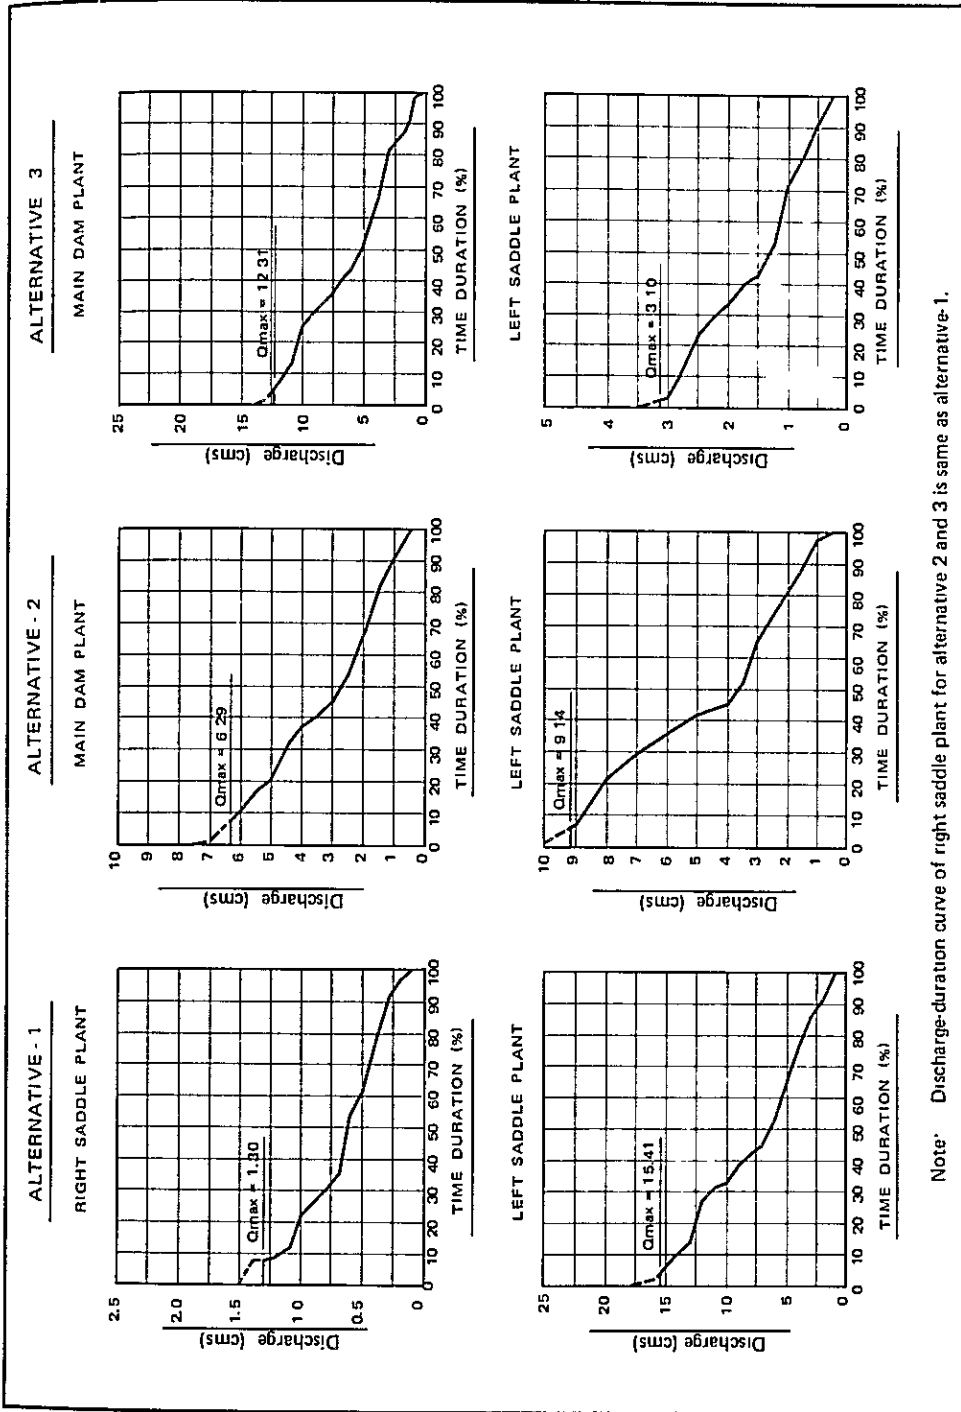 ALTERNATIVE - 1
RIGHT SADDLE PLANT
2.5
2.0
1.5
1 0
0.5
0
Discharge (cms)
Qmax = 1.30
0 10 20 30 40 50 60 70 80 90 100
TIME DURATION (%)
LEFT SADDLE PLANT
25
20
15
10
5
0
Discharge (cms)
Qmax = 15.41
0 10 20 30 40 50 60 70 80 90 100
TIME DURATION (%)
ALTERNATIVE - 2
MAIN DAM PLANT
10
9
8
7
6
5
4
3
2
1
0
Discharge (cms)
Qmax = 6 29
0 10 20 30 40 50 60 70 80 90 100
TIME DURATION (%)
LEFT SADDLE PLANT
10
9
8
7
6
5
4
3
2
1
0
Discharge (cms)
Qmax = 9 14
0 10 20 30 40 50 60 70 80 90 100
TIME DURATION (%)
ALTERNATIVE 3
MAIN DAM PLANT
25
20
15
10
5
0
Discharge (cms)
Qmax = 12 31
0 10 20 30 40 50 60 70 80 90 100
TIME DURATION (%)
LEFT SADDLE PLANT
5
4
3
2
1
0
Discharge (cms)
Qmax = 3 10
0 10 20 30 40 50 60 70 80 90 100
TIME DURATION (%)
Note· Discharge-duration curve of right saddle plant for alternative 2 and 3 is same as alternative-1.